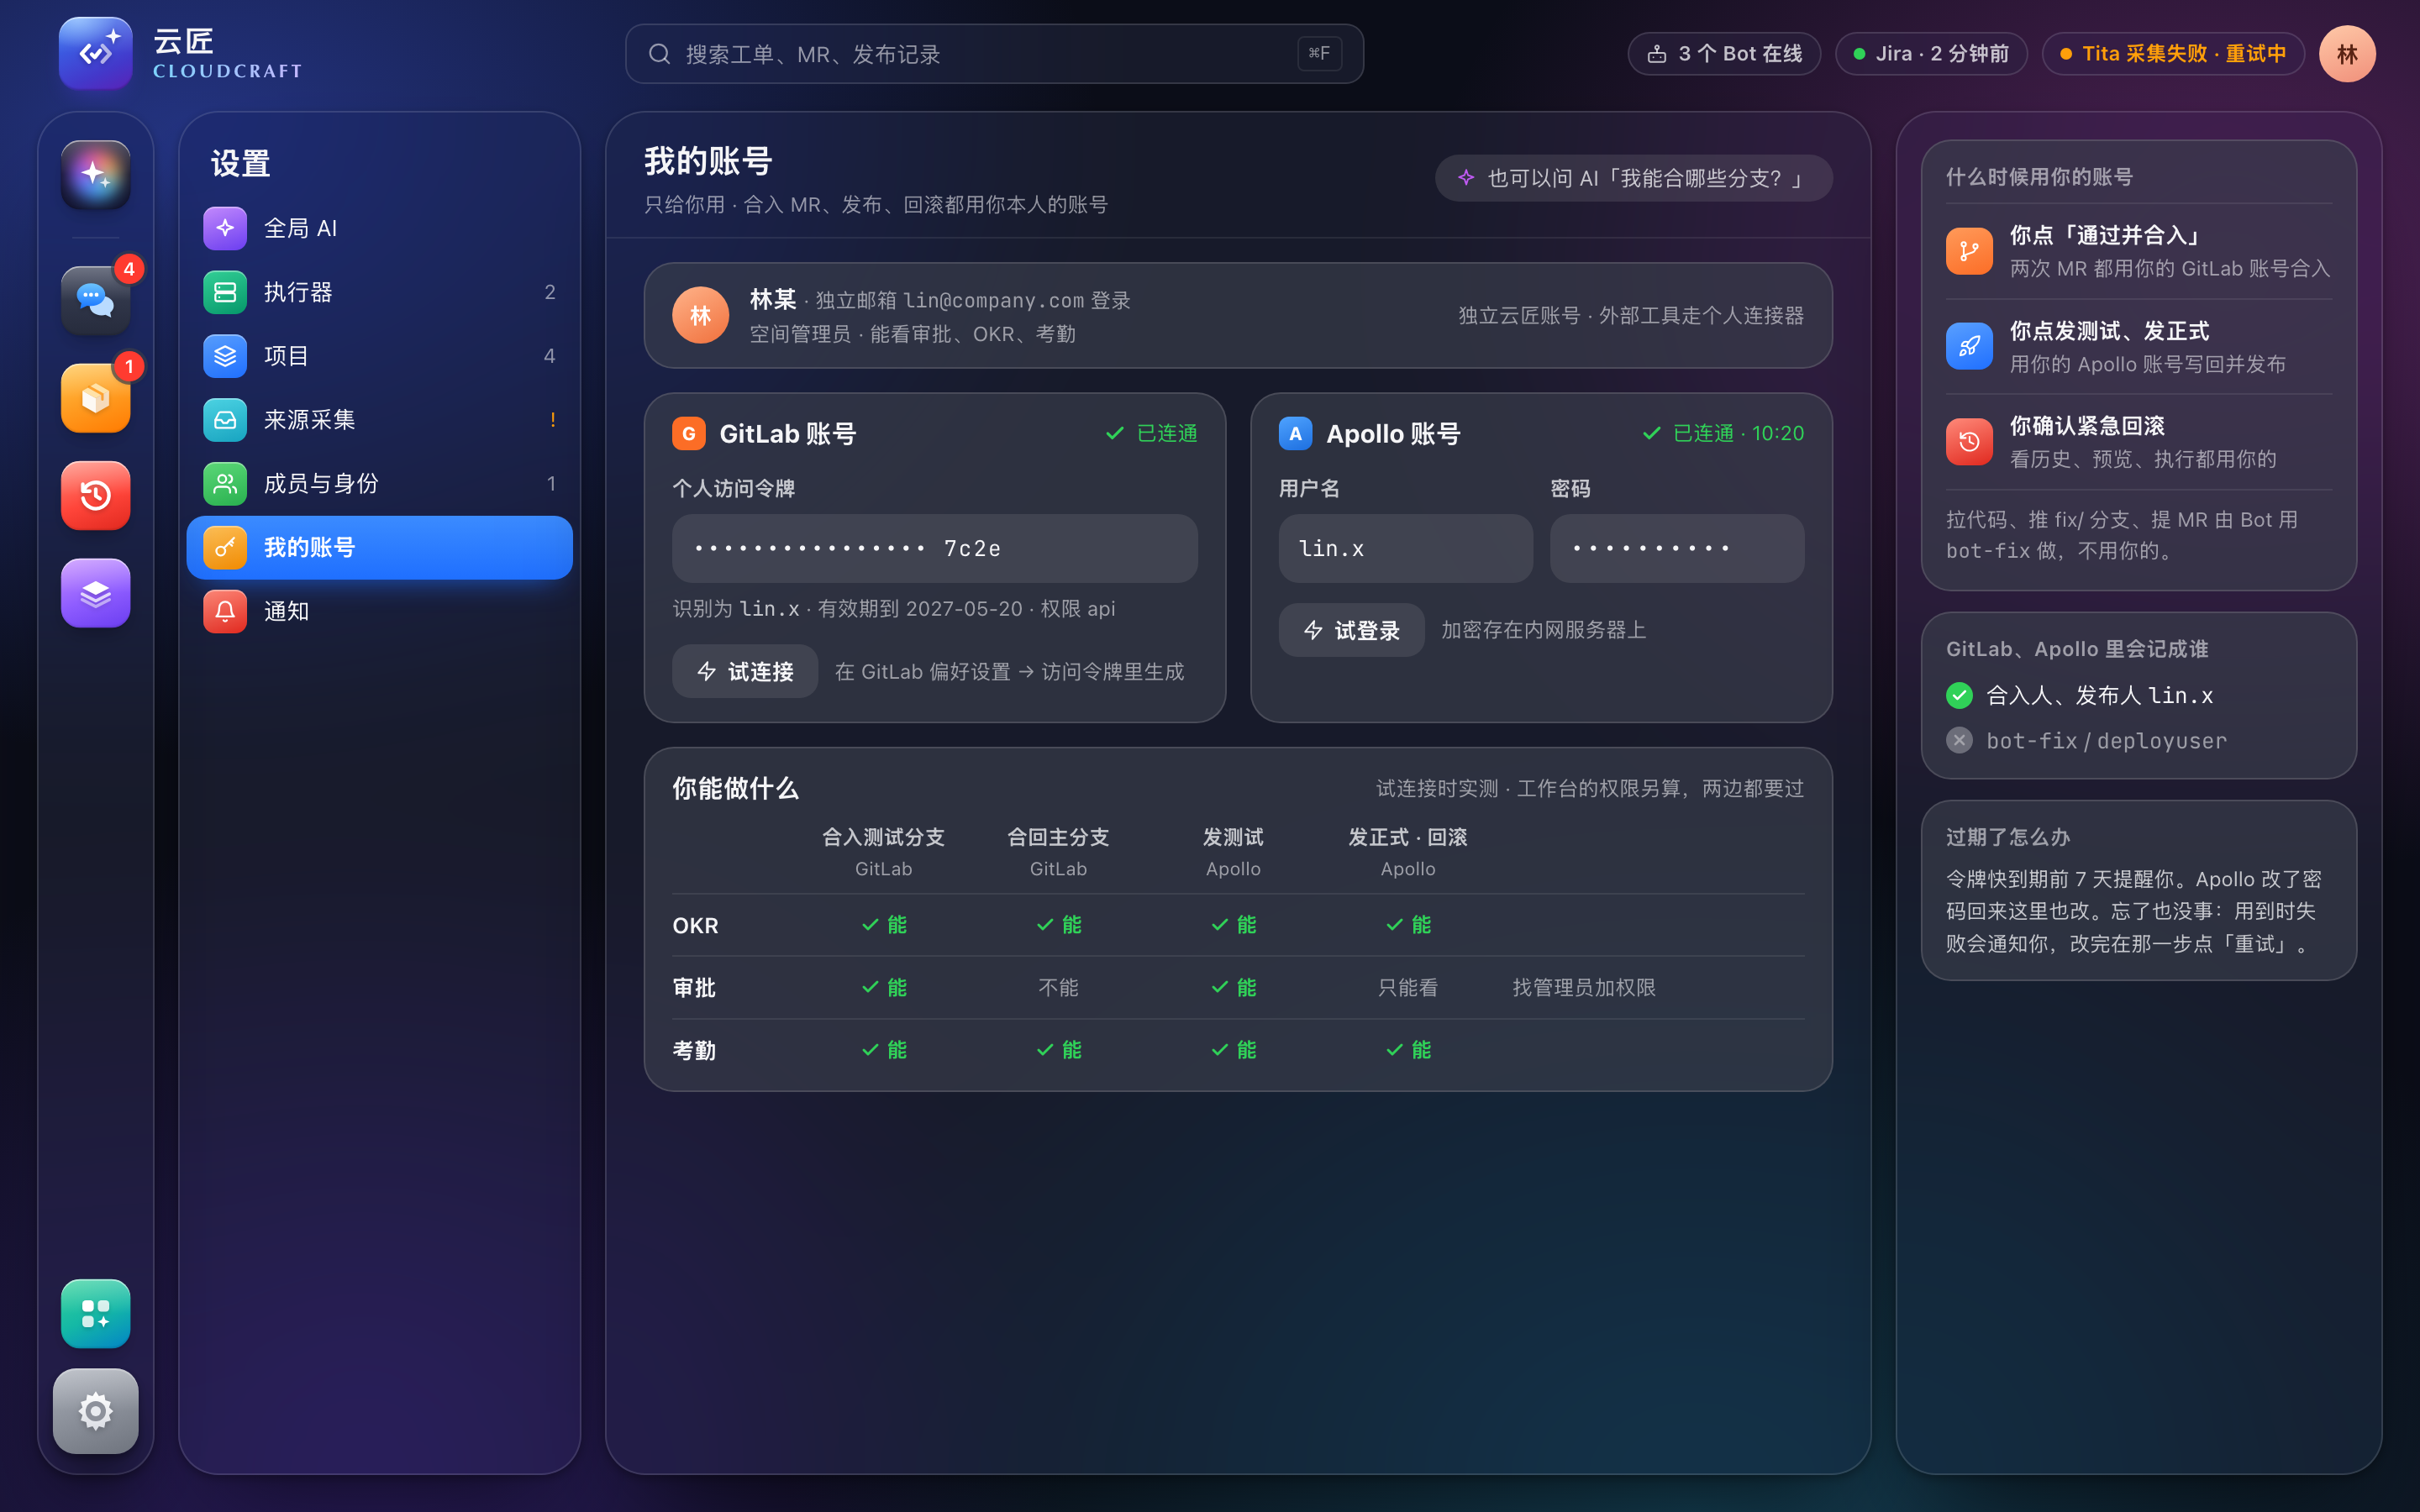 云匠
CLOUDCRAFT
搜索工单、MR、发布记录
⌘F
3 个 Bot 在线
Jira · 2 分钟前
Tita 采集失败 · 重试中
林
4
1
设置
全局 AI
执行器 2
项目 4
来源采集 !
成员与身份 1
我的账号
通知
我的账号
只给你用 · 合入 MR、发布、回滚都用你本人的账号
也可以问 AI「我能合哪些分支？」
林
林某 · 独立邮箱 lin@company.com 登录
空间管理员 · 能看审批、OKR、考勤
独立云匠账号 · 外部工具走个人连接器
G GitLab 账号 已连通
个人访问令牌
•••••••••••••••• 7c2e
识别为 lin.x · 有效期到 2027-05-20 · 权限 api
试连接 在 GitLab 偏好设置 → 访问令牌里生成
A Apollo 账号 已连通 · 10:20
用户名 密码
lin.x ••••••••••
试登录 加密存在内网服务器上
你能做什么 试连接时实测 · 工作台的权限另算，两边都要过
合入测试分支 合回主分支 发测试 发正式 · 回滚
GitLab GitLab Apollo Apollo
OKR 能 能 能 能
审批 能 不能 能 只能看 找管理员加权限
考勤 能 能 能 能
什么时候用你的账号
你点「通过并合入」
两次 MR 都用你的 GitLab 账号合入
你点发测试、发正式
用你的 Apollo 账号写回并发布
你确认紧急回滚
看历史、预览、执行都用你的
拉代码、推 fix/ 分支、提 MR 由 Bot 用
bot-fix 做，不用你的。
GitLab、Apollo 里会记成谁
合入人、发布人 lin.x
bot-fix / deployuser
过期了怎么办
令牌快到期前 7 天提醒你。Apollo 改了密
码回来这里也改。忘了也没事：用到时失
败会通知你，改完在那一步点「重试」。